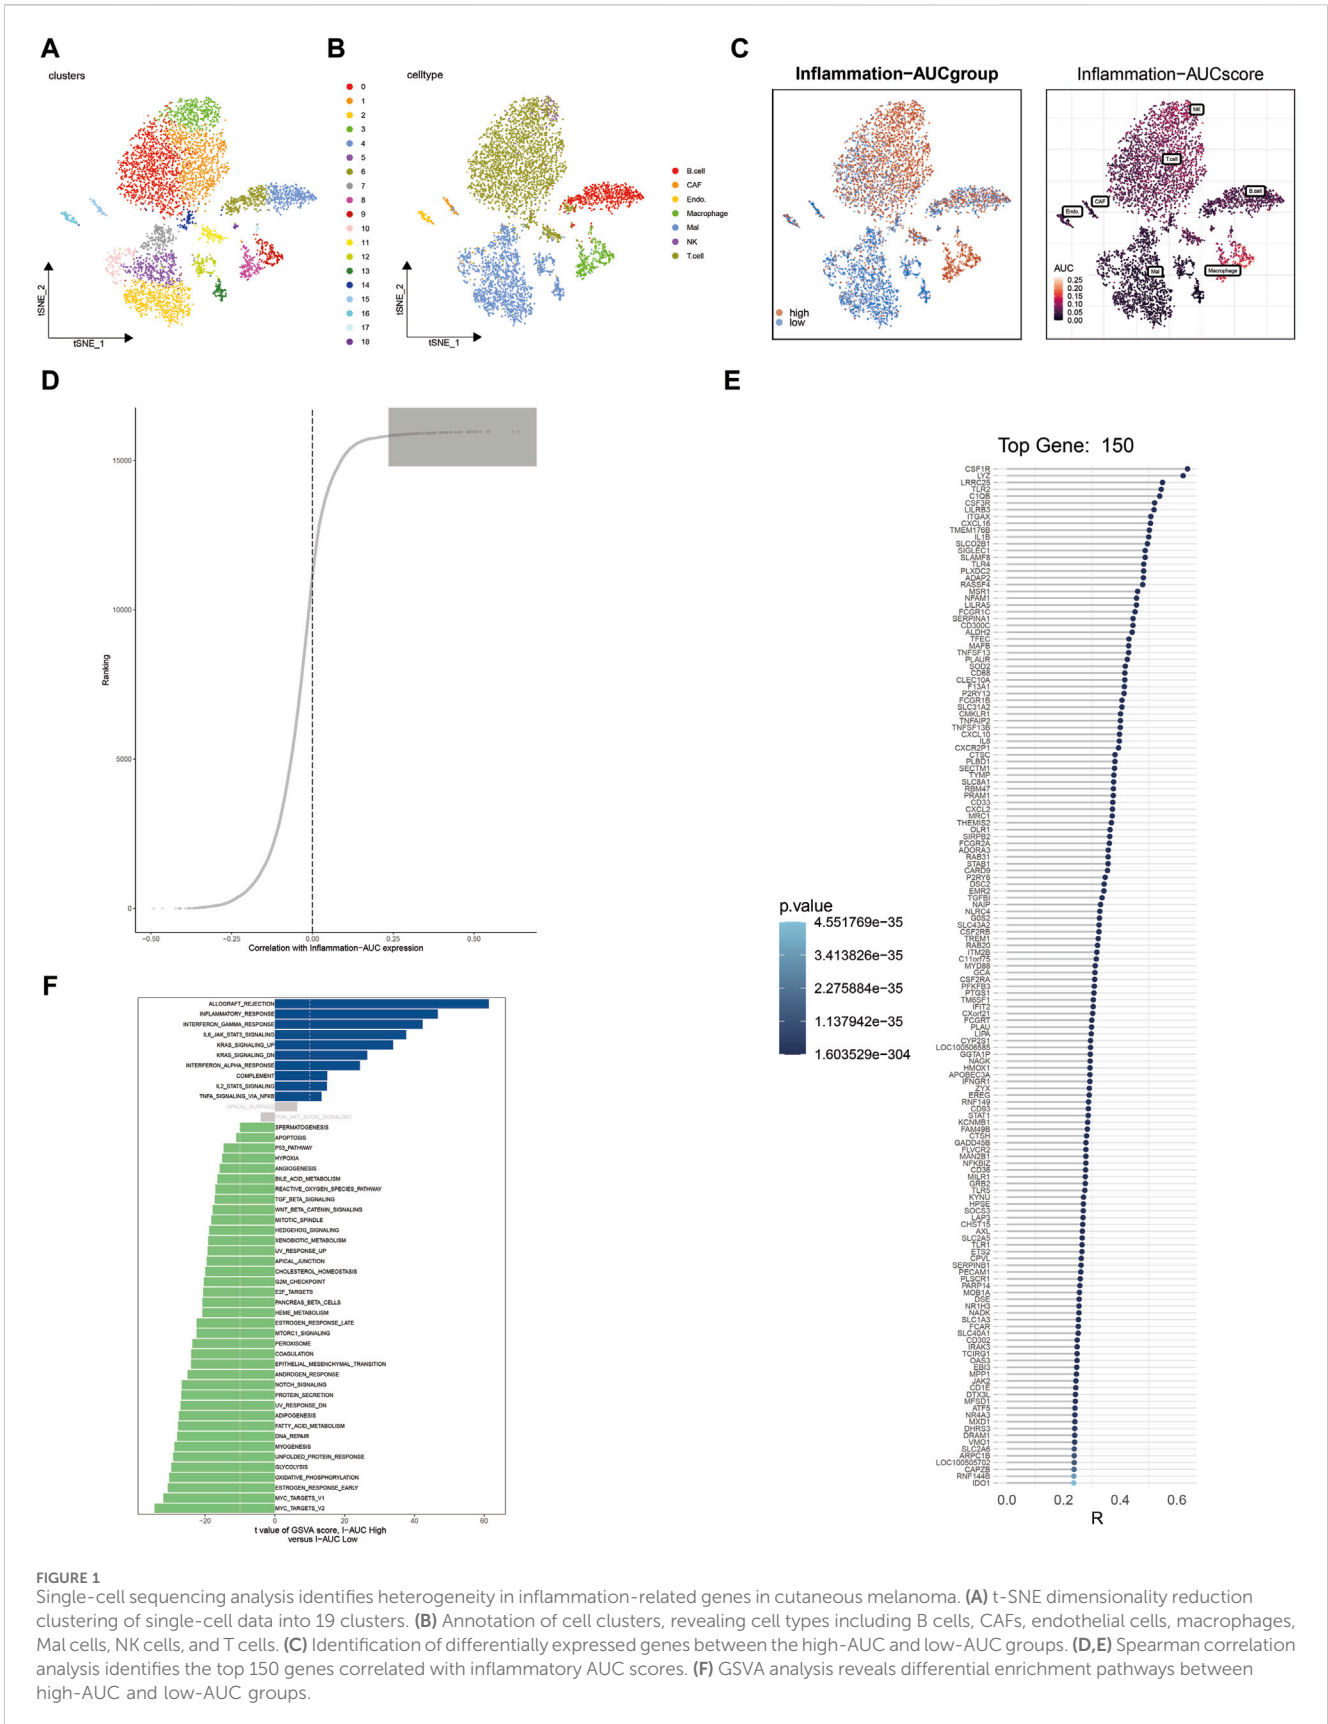 A
clusters
tSNE_2
tSNE_1
B
0
1
2
3
4
5
6
7
8
9
10
11
12
13
14
15
16
17
18
celltype
tSNE_2
tSNE_1
B.cell
CAF
Endo.
Macrophage
Mal
NK
T.cell
C
Inflammation-AUCgroup
high
low
Inflammation-AUCscore
NK
T.cell
B.cell
CAF
Endo.
Mal
Macrophage
AUC
0.25
0.20
0.15
0.10
0.05
0.00
D
Ranking
15000
10000
5000
0
-0.50
-0.25
0.00
0.25
0.50
Correlation with Inflammation-AUC expression
E
Top Gene: 150
CSF1R
LYZ
LRRC25
TLR2
C1QB
CSF3R
LILRB3
ITGAX
CXCL16
TMEM176B
IL1B
SLCO2B1
SIGLEC1
SLAMF8
TLR4
PLXDC2
ADAP2
RASSF4
MSR1
NFAM1
LILRA5
FCGR1C
SERPINA1
CD300C
ALDH2
TFEC
MAFB
TNFSF13
PLAUR
SOD2
CD68
CLEC10A
F13A1
P2RY13
FCGR1B
SLC31A2
CMKLR1
TNFAIP2
TNFSF13B
CXCL10
IL8
CXCR2P1
CTSC
PLBD1
SECTM1
TYMP
SLC8A1
RBM47
PRAM1
CD33
CXCL2
MRC1
THEMIS2
OLR1
SIRPB2
FCGR2A
ADORA3
RAB31
STAB1
CARD9
P2RY6
DSC2
EMR2
TGFBI
NAIP
NLRC4
G0S2
SLC43A2
CSF2RB
TREM1
RAB20
ITM2B
C11orf75
MYD88
GCA
CSF2RA
PFKFB3
PTGS1
TM6SF1
IFIT2
CXorf21
FCGRT
PLAU
LIPA
CYP2S1
LOC100506585
GGTA1P
NAGK
HMOX1
APOBEC3A
IFNGR1
ZYX
EREG
RNF149
CD93
STAT1
KCNMB1
FAM49B
CTSH
GADD45B
FLVCR2
MAN2B1
NFKBIZ
CD36
MILR1
GRB2
TLR5
KYNU
HPSE
SOCS3
LAP3
CHST15
AXL
SLC2A5
TLR1
ETS2
CPVL
SERPINB1
PECAM1
PLSCR1
PARP14
MOB1A
DSE
NR1H3
NADK
SLC1A3
FCAR
SLC40A1
CD302
IRAK3
TCIRG1
OAS3
EBI3
MPP1
JAK2
CD1E
DTX3L
MFSD1
ATF5
NR4A3
MXD1
DHRS3
DRAM1
VMO1
SLC2A6
ARPC1B
LOC100505702
CAPZB
RNF144B
IDO1
0.0
0.2
0.4
0.6
R
p.value
4.551769e-35
3.413826e-35
2.275884e-35
1.137942e-35
1.603529e-304
F
ALLOGRAFT_REJECTION
INFLAMMATORY_RESPONSE
INTERFERON_GAMMA_RESPONSE
IL6_JAK_STAT3_SIGNALING
KRAS_SIGNALING_UP
KRAS_SIGNALING_DN
INTERFERON_ALPHA_RESPONSE
COMPLEMENT
IL2_STAT5_SIGNALING
TNFA_SIGNALING_VIA_NFKB
APICAL_SURFACE
PI3K_AKT_MTOR_SIGNALING
SPERMATOGENESIS
APOPTOSIS
P53_PATHWAY
HYPOXIA
ANGIOGENESIS
BILE_ACID_METABOLISM
REACTIVE_OXYGEN_SPECIES_PATHWAY
TGF_BETA_SIGNALING
WNT_BETA_CATENIN_SIGNALING
MITOTIC_SPINDLE
HEDGEHOG_SIGNALING
XENOBIOTIC_METABOLISM
UV_RESPONSE_UP
APICAL_JUNCTION
CHOLESTEROL_HOMEOSTASIS
G2M_CHECKPOINT
E2F_TARGETS
PANCREAS_BETA_CELLS
HEME_METABOLISM
ESTROGEN_RESPONSE_LATE
MTORC1_SIGNALING
PEROXISOME
COAGULATION
EPITHELIAL_MESENCHYMAL_TRANSITION
ANDROGEN_RESPONSE
NOTCH_SIGNALING
PROTEIN_SECRETION
UV_RESPONSE_DN
ADIPOGENESIS
FATTY_ACID_METABOLISM
DNA_REPAIR
MYOGENESIS
UNFOLDED_PROTEIN_RESPONSE
GLYCOLYSIS
OXIDATIVE_PHOSPHORYLATION
ESTROGEN_RESPONSE_EARLY
MYC_TARGETS_V1
MYC_TARGETS_V2
-20
0
20
40
60
t value of GSVA score, I-AUC High
versus I-AUC Low
FIGURE 1
Single-cell sequencing analysis identifies heterogeneity in inflammation-related genes in cutaneous melanoma. (A) t-SNE dimensionality reduction
clustering of single-cell data into 19 clusters. (B) Annotation of cell clusters, revealing cell types including B cells, CAFs, endothelial cells, macrophages,
Mal cells, NK cells, and T cells. (C) Identification of differentially expressed genes between the high-AUC and low-AUC groups. (D,E) Spearman correlation
analysis identifies the top 150 genes correlated with inflammatory AUC scores. (F) GSVA analysis reveals differential enrichment pathways between
high-AUC and low-AUC groups.